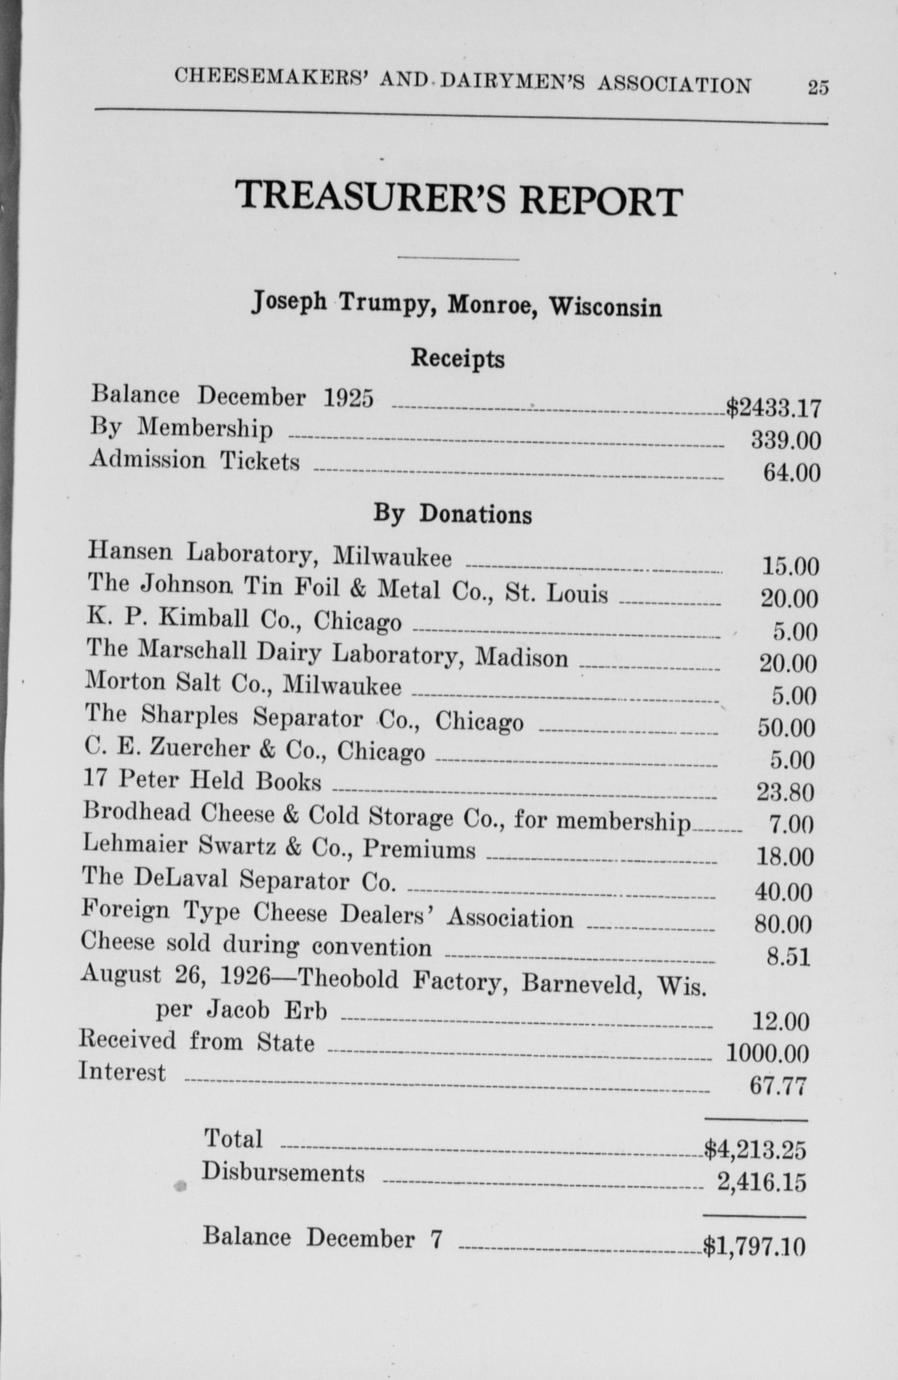 CHEESEMAKERS' AND DAIRYMEN'S ASSOCIATION 25
TREASURER'S REPORT
Joseph Trumpy, Monroe, Wisconsin
Receipts
Balance December 1925 $2433.17
By Membership 339.00
Admission Tickets 64.00
By Donations
Hansen Laboratory, Milwaukee 15.00
The Johnson Tin Foil & Metal Co., St. Louis 20.00
K. P. Kimball Co., Chicago 5.00
The Marschall Dairy Laboratory, Madison 20.00
Morton Salt Co., Milwaukee 5.00
The Sharples Separator Co., Chicago 50.00
C. E. Zuercher & Co., Chicago 5.00
17 Peter Held Books 23.80
Brodhead Cheese & Cold Storage Co., for membership 7.00
Lehmaier Swartz & Co., Premiums 18.00
The DeLaval Separator Co. 40.00
Foreign Type Cheese Dealers' Association 80.00
Cheese sold during convention 8.51
August 26, 1926—Theobold Factory, Barneveld, Wis.
per Jacob Erb 12.00
Received from State 1000.00
Interest 67.77
Total $4,213.25
Disbursements 2,416.15
Balance December 7 $1,797.10